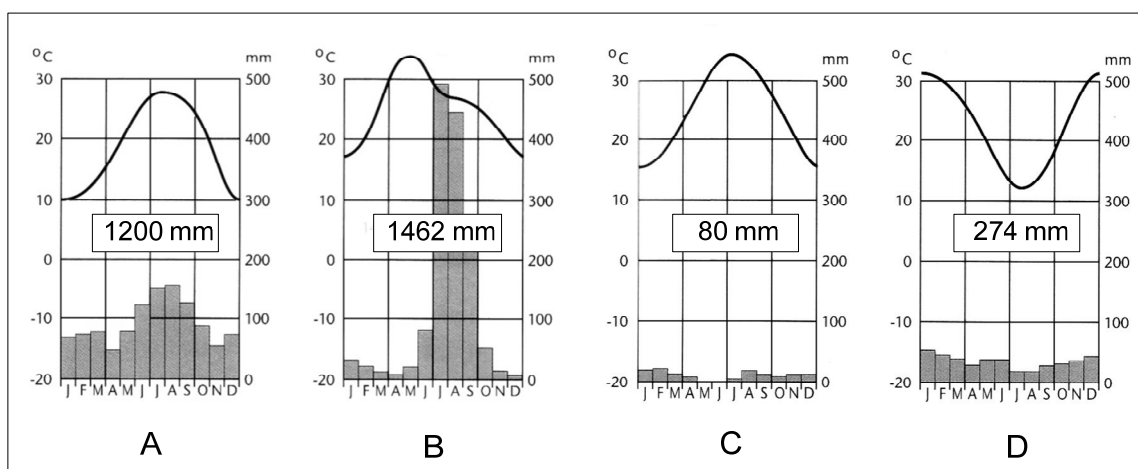 °C mm °C mm °C mm °C mm
30 500 30 500 30 500 30 500
20 400 20 400 20 400 20 400
10 300 10 300 10 300 10 300
1200 mm 1462 mm 80 mm 274 mm
0 200 0 200 0 200 0 200
-10 100 -10 100 -10 100 -10 100
-20 0 -20 0 -20 0 -20 0
J F M A M J J A S O N D J F M A M J J A S O N D J F M A M J J A S O N D J F M A M J J A S O N D
A B C D